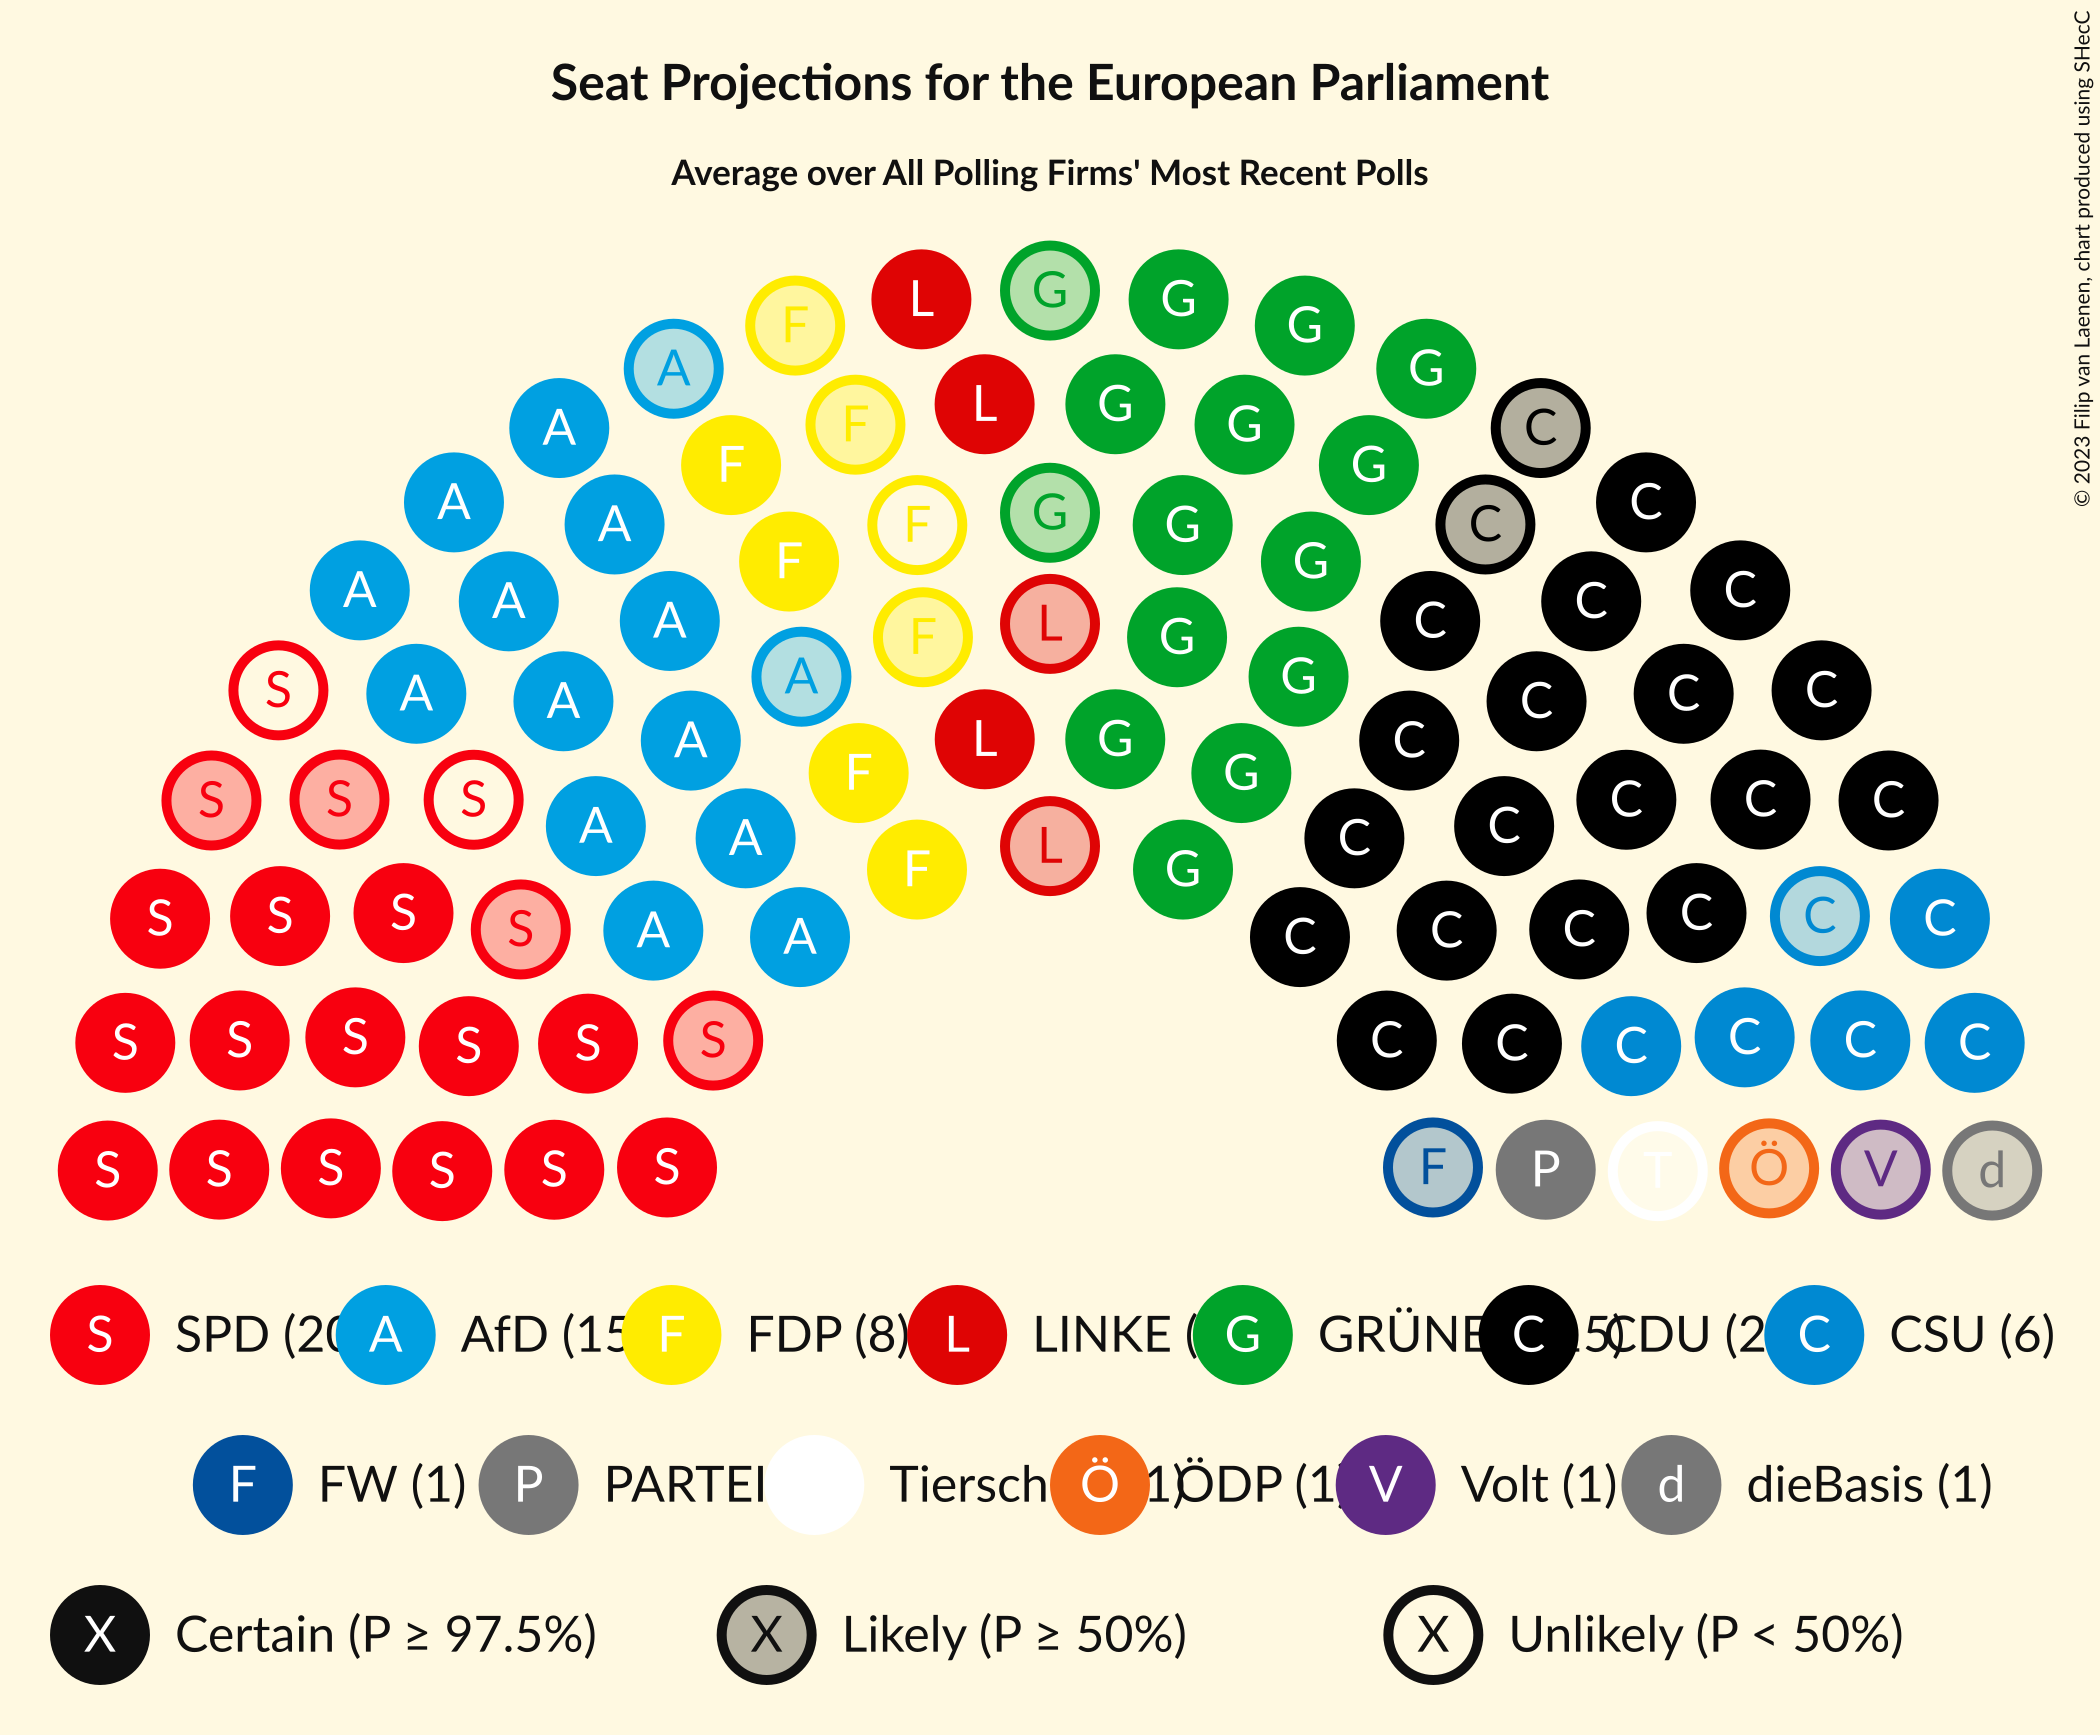 Seat Projections for the European Parliament
Average over All Polling Firms' Most Recent Polls
© 2023 Filip van Laenen, chart produced using SHecC
L G G G
F G
A L G G C
A F F G C
A A F F G G C C
A A F L G G C C
A A A G G C C
S A A A L G C C C C
S S S A A F G C C C C C
S S S S A A F L G C C C C C C
S S S S S S C C C C C C
S S S S S S F P T Ö V d
S SPD (20 A AfD (15 F FDP (8) L LINKE ( G GRÜNE C 5) CDU (2 C CSU (6)
F FW (1) P PARTEI Tiersch Ö 1) ÖDP (1 V Volt (1) d dieBasis (1)
X Certain (P ≥ 97.5%) X Likely (P ≥ 50%) X Unlikely (P < 50%)